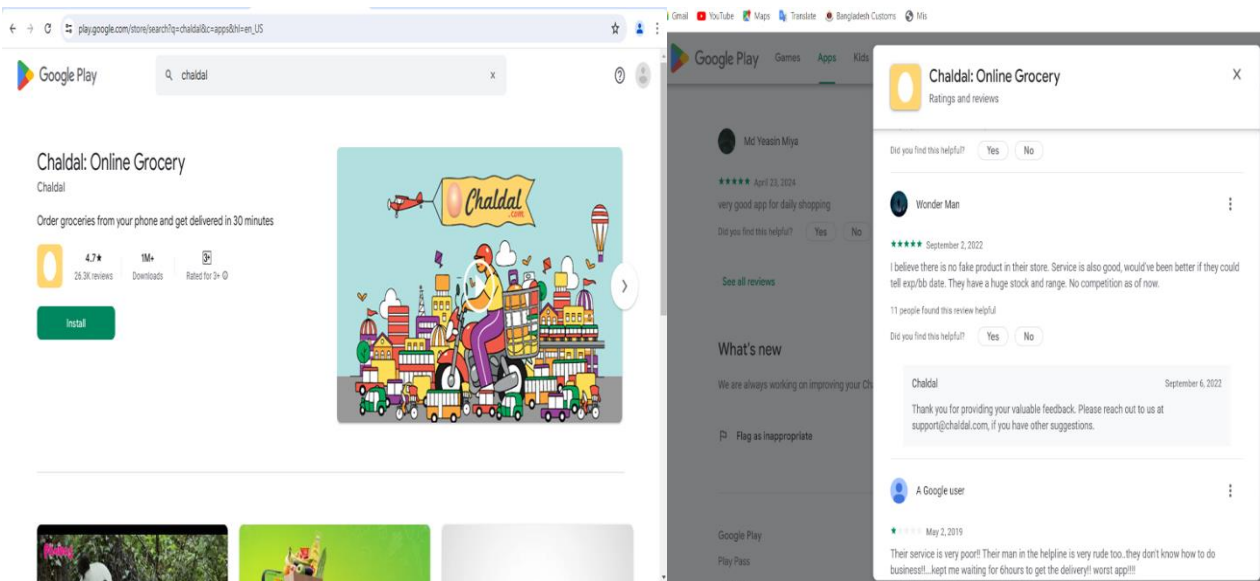 play.google.com/store/search?q=chaldal&c=apps&hl=en_US
Google Play
chaldal
x
Chaldal: Online Grocery
Chaldal
Order groceries from your phone and get delivered in 30 minutes
4.7★
1M+
3+
26.3K reviews
Downloads
Rated for 3+
Install
Chaldal
.com
Gmail
YouTube
Maps
Translate
Bangladesh Customs
Mis
Google Play
Games
Apps
Kids
Md Yeasin Miya
★★★★★ April 23, 2024
very good app for daily shopping
Did you find this helpful?
Yes
No
See all reviews
What's new
We are always working on improving your
Flag as inappropriate
Google Play
Play Pass
Chaldal: Online Grocery
X
Ratings and reviews
Did you find this helpful?
Yes
No
Wonder Man
★★★★★ September 2, 2022
I believe there is no fake product in their store. Service is also good, would've been better if they could
tell exp/bb date. They have a huge stock and range. No competition as of now.
11 people found this review helpful
Did you find this helpful?
Yes
No
Chaldal
September 6, 2022
Thank you for providing your valuable feedback. Please reach out to us at
support@chaldal.com, if you have other suggestions.
A Google user
★ May 2, 2019
Their service is very poor!! Their man in the helpline is very rude too..they don't know how to do
business!!...kept me waiting for 6hours to get the delivery!! worst app!!!!